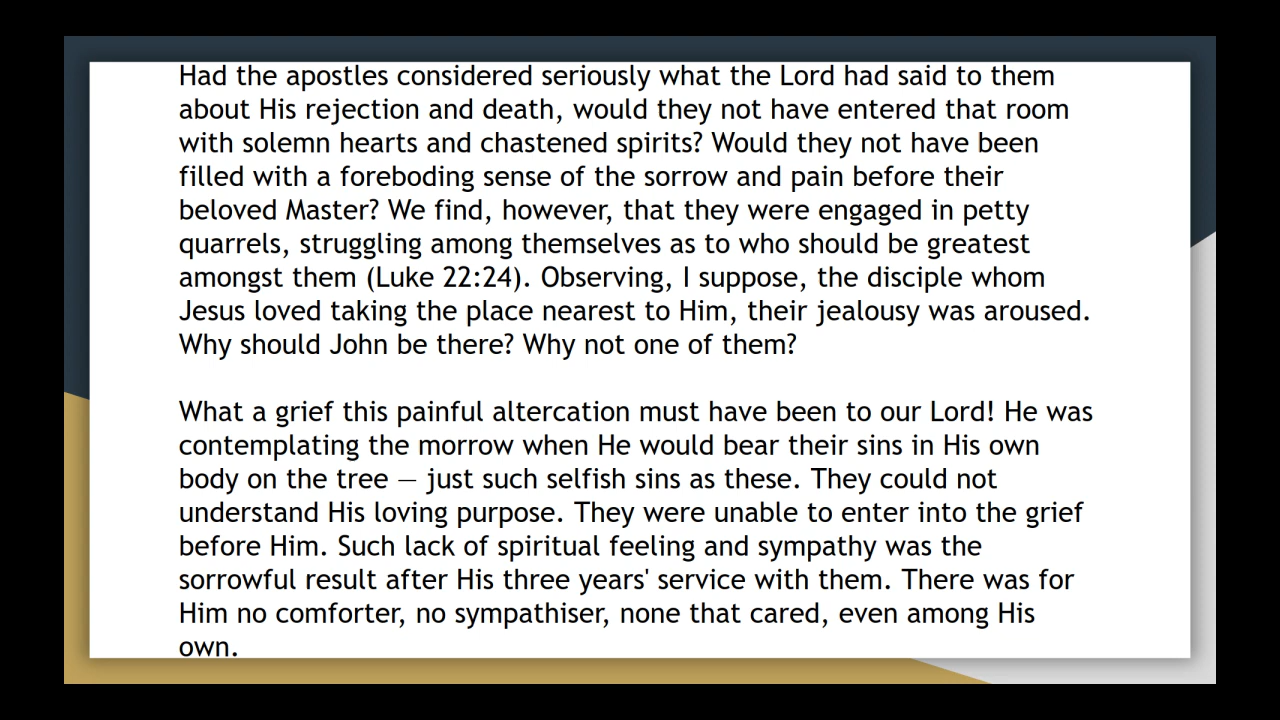 Had the apostles considered seriously what the Lord had said to them
about His rejection and death, would they not have entered that room
with solemn hearts and chastened spirits? Would they not have been
filled with a foreboding sense of the sorrow and pain before their
beloved Master? We find, however, that they were engaged in petty
quarrels, struggling among themselves as to who should be greatest
amongst them (Luke 22:24). Observing, I suppose, the disciple whom
Jesus loved taking the place nearest to Him, their jealousy was aroused.
Why should John be there? Why not one of them?

What a grief this painful altercation must have been to our Lord! He was
contemplating the morrow when He would bear their sins in His own
body on the tree — just such selfish sins as these. They could not
understand His loving purpose. They were unable to enter into the grief
before Him. Such lack of spiritual feeling and sympathy was the
sorrowful result after His three years' service with them. There was for
Him no comforter, no sympathiser, none that cared, even among His
own.